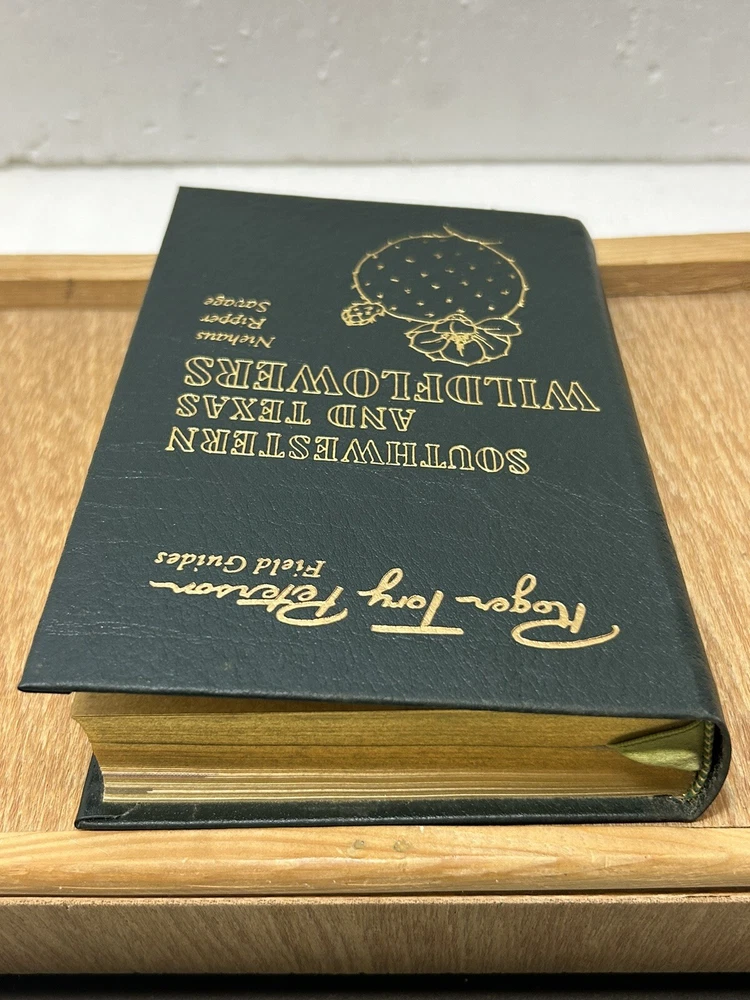 Roger Tory Peterson
Field Guides
SOUTHWESTERN
AND TEXAS
WILDFLOWERS
Niehaus
Ripper
Savage